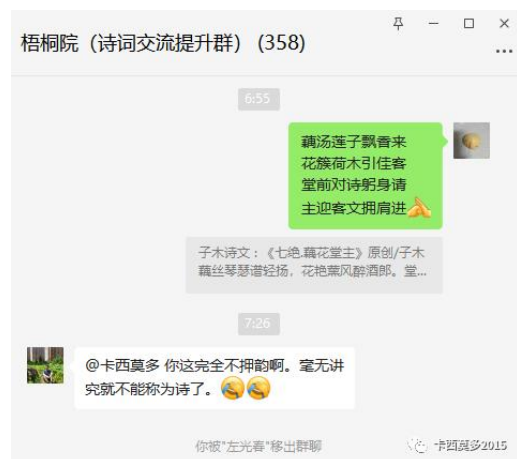 梧桐院（诗词交流提升群） (358)
6:55
藕汤莲子飘香来
花簇荷木引佳客
堂前对诗躬身请
主迎客文拥肩进
子木诗文：《七绝.藕花堂主》原创/子木
藕丝琴瑟谱轻扬，花艳薰风醉酒郎。堂...
7:26
@卡西莫多 你这完全不押韵啊。毫无讲
究就不能称为诗了。
你被"左光春"移出群聊
卡西莫多2015